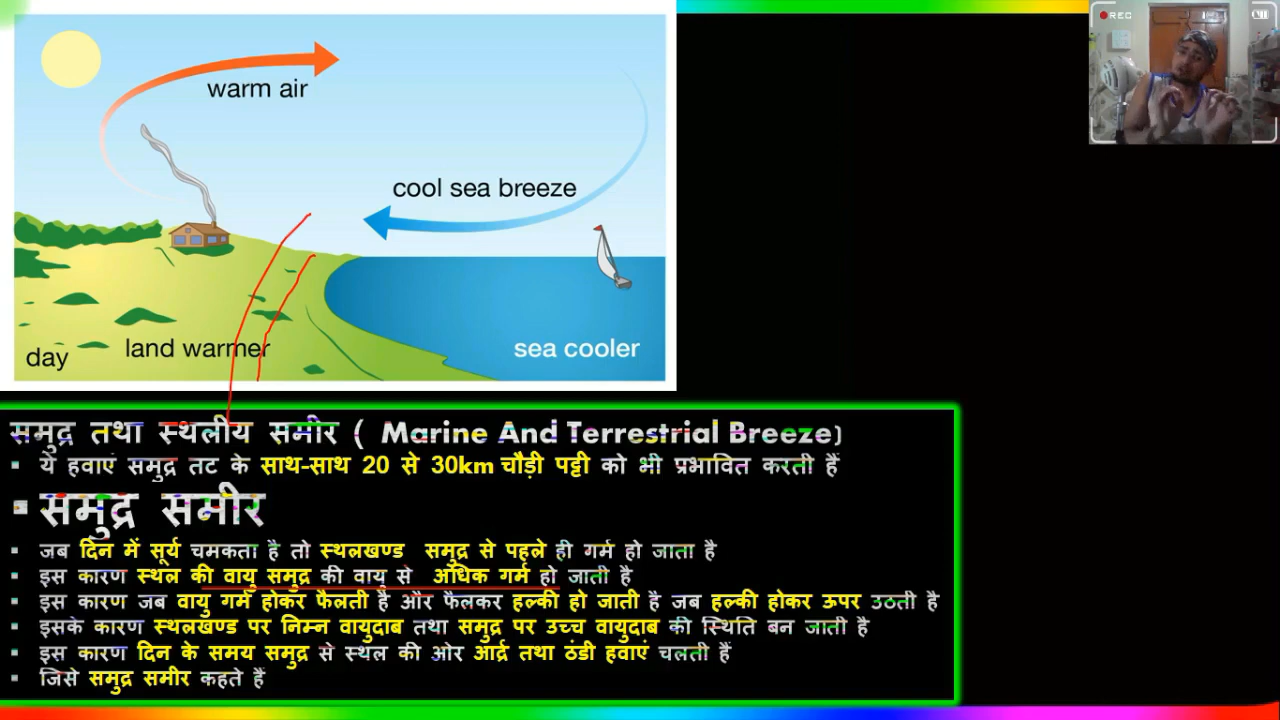 REC
warm air
cool sea breeze
land warmer
day
sea cooler
समुद्र तथा स्थलीय समीर ( Marine And Terrestrial Breeze)
▪ ये हवाएं समुद्र तट के साथ-साथ 20 से 30km चौड़ी पट्टी को भी प्रभावित करती हैं
▪ समुद्र समीर
▪ जब दिन में सूर्य चमकता है तो स्थलखण्ड समुद्र से पहले ही गर्म हो जाता है
▪ इस कारण स्थल की वायु समुद्र की वायु से अधिक गर्म हो जाती है
▪ इस कारण जब वायु गर्म होकर फैलती है और फैलकर हल्की हो जाती है जब हल्की होकर ऊपर उठती है
▪ इसके कारण स्थलखण्ड पर निम्न वायुदाब तथा समुद्र पर उच्च वायुदाब की स्थिति बन जाती है
▪ इस कारण दिन के समय समुद्र से स्थल की ओर आर्द्र तथा ठंडी हवाएं चलती हैं
▪ जिसे समुद्र समीर कहते हैं